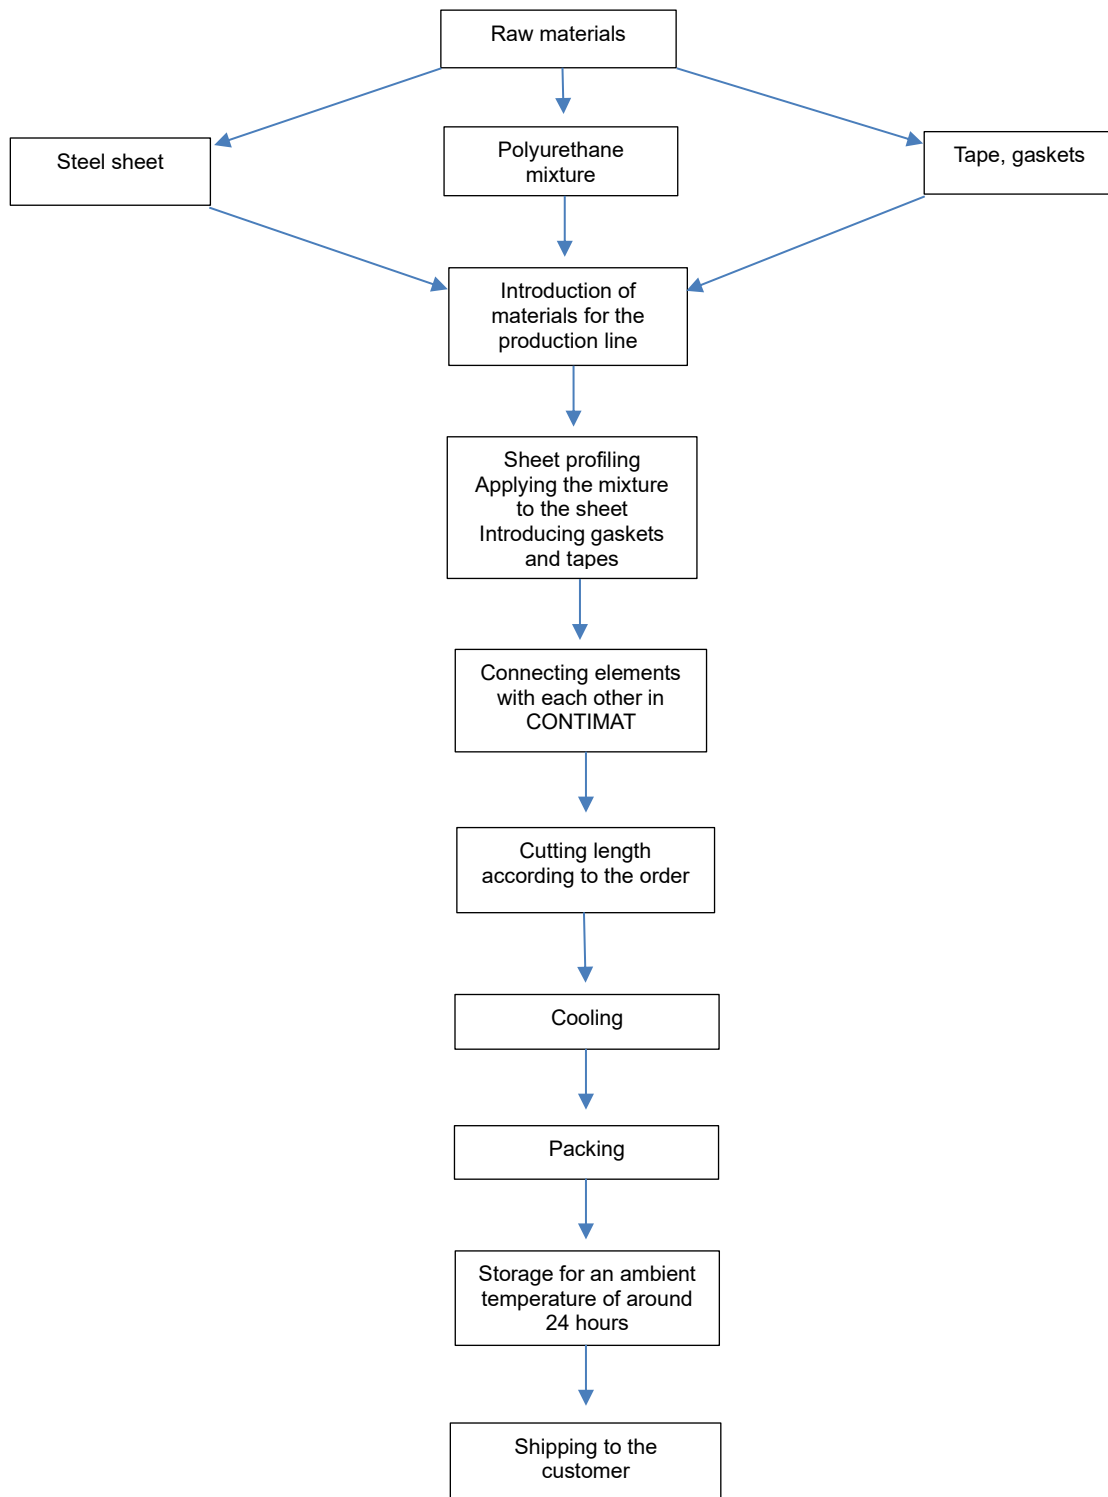 Raw materials
Steel sheet
Polyurethane
mixture
Tape, gaskets
Introduction of
materials for the
production line
Sheet profiling
Applying the mixture
to the sheet
Introducing gaskets
and tapes
Connecting elements
with each other in
CONTIMAT
Cutting length
according to the order
Cooling
Packing
Storage for an ambient
temperature of around
24 hours
Shipping to the
customer